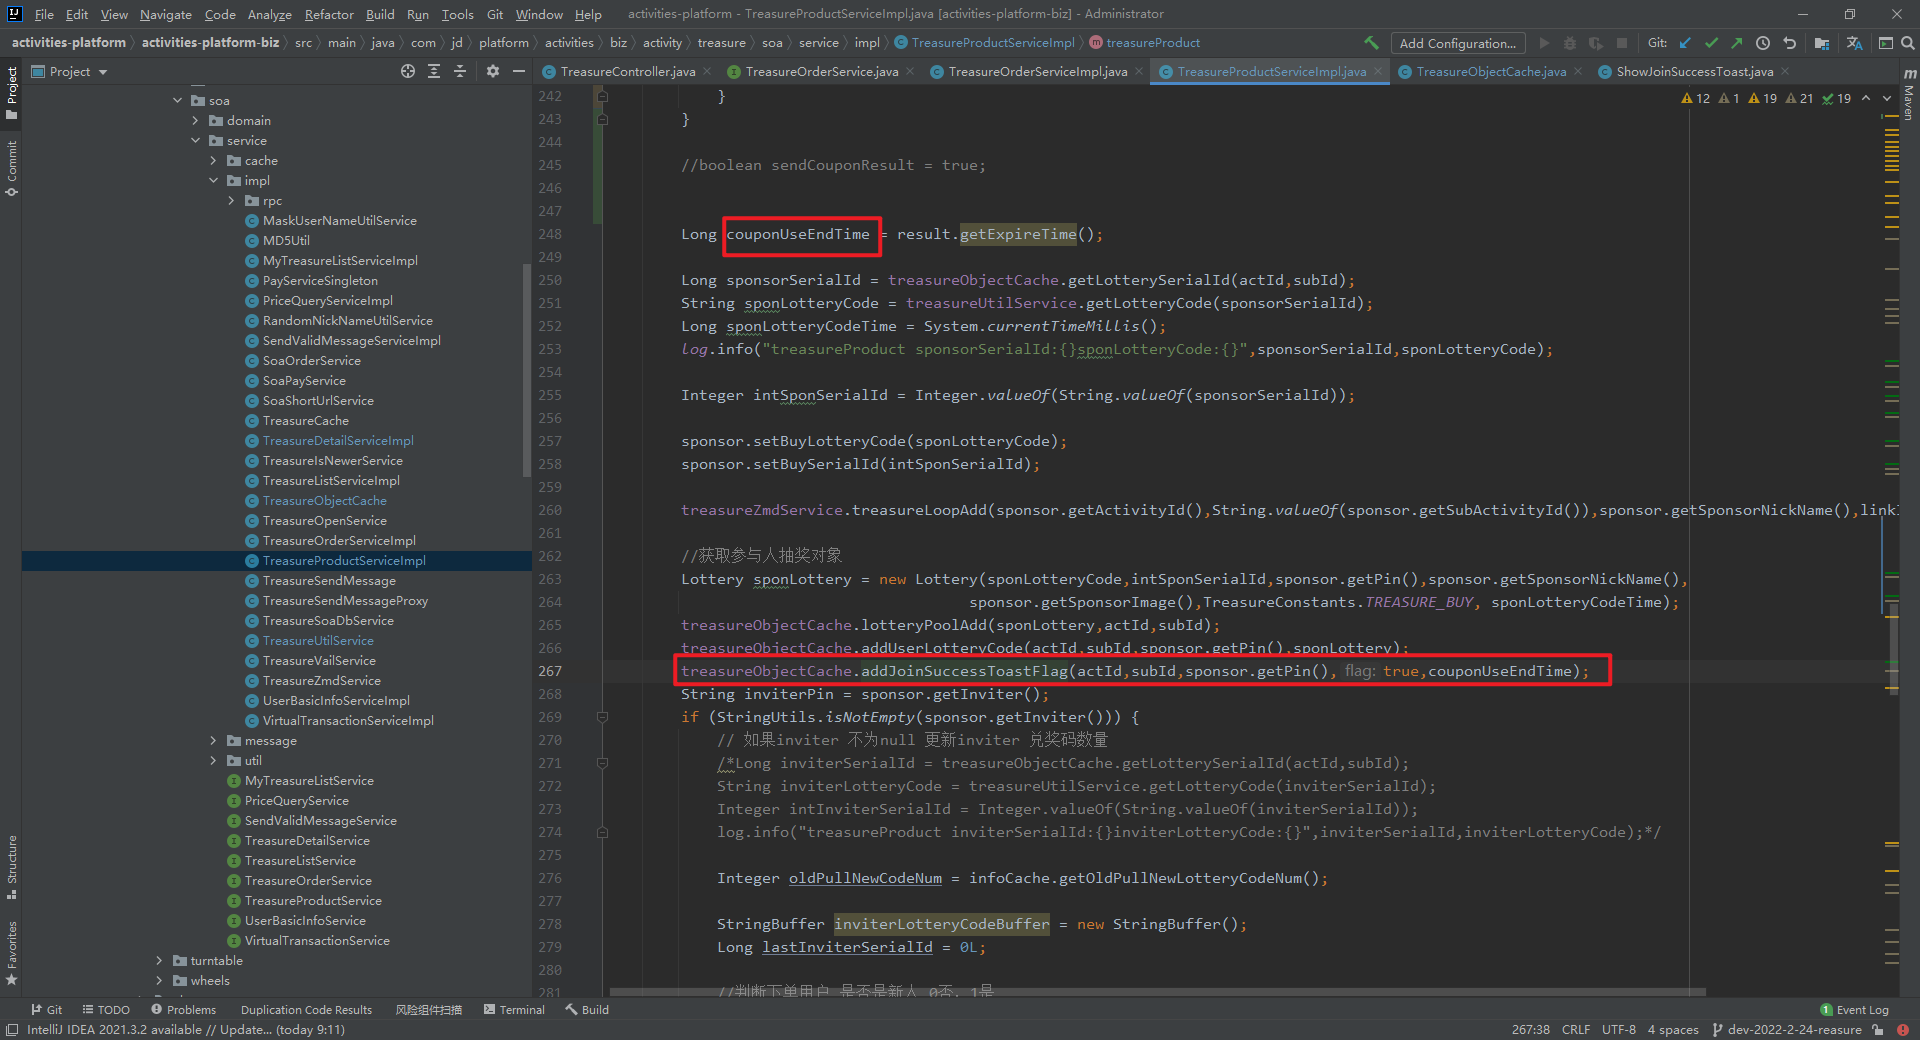 File Edit View Navigate Code Analyze Refactor Build Run Tools Git Window Help activities-platform - TreasureProductServiceImpl.java [activities-platform-biz] - Administrator
activities-platform activities-platform-biz src main java com jd platform activities biz activity treasure soa service impl TreasureProductServiceImpl treasureProduct Add Configuration... Git:
Project
TreasureController.java TreasureOrderService.java TreasureOrderServiceImpl.java TreasureProductServiceImpl.java TreasureObjectCache.java ShowJoinSuccessToast.java
12 1 19 21 19
Project
Commit
Structure
Favorites
Maven
soa
domain
service
cache
impl
rpc
MaskUserNameUtilService
MD5Util
MyTreasureListServiceImpl
PayServiceSingleton
PriceQueryServiceImpl
RandomNickNameUtilService
SendValidMessageServiceImpl
SoaOrderService
SoaPayService
SoaShortUrlService
TreasureCache
TreasureDetailServiceImpl
TreasureIsNewerService
TreasureListServiceImpl
TreasureObjectCache
TreasureOpenService
TreasureOrderServiceImpl
TreasureProductServiceImpl
TreasureSendMessage
TreasureSendMessageProxy
TreasureSoaDbService
TreasureUtilService
TreasureVailService
TreasureZmdService
UserBasicInfoServiceImpl
VirtualTransactionServiceImpl
message
util
MyTreasureListService
PriceQueryService
SendValidMessageService
TreasureDetailService
TreasureListService
TreasureOrderService
TreasureProductService
UserBasicInfoService
VirtualTransactionService
turntable
wheels
242 }
243 }
244
245 //boolean sendCouponResult = true;
246
247
248 Long couponUseEndTime = result.getExpireTime();
249
250 Long sponsorSerialId = treasureObjectCache.getLotterySerialId(actId,subId);
251 String sponLotteryCode = treasureUtilService.getLotteryCode(sponsorSerialId);
252 Long sponLotteryCodeTime = System.currentTimeMillis();
253 log.info("treasureProduct sponsorSerialId:{}sponLotteryCode:{}",sponsorSerialId,sponLotteryCode);
254
255 Integer intSponSerialId = Integer.valueOf(String.valueOf(sponsorSerialId));
256
257 sponsor.setBuyLotteryCode(sponLotteryCode);
258 sponsor.setBuySerialId(intSponSerialId);
259
260 treasureZmdService.treasureLoopAdd(sponsor.getActivityId(),String.valueOf(sponsor.getSubActivityId()),sponsor.getSponsorNickName(),link
261
262 //获取参与人抽奖对象
263 Lottery sponLottery = new Lottery(sponLotteryCode,intSponSerialId,sponsor.getPin(),sponsor.getSponsorNickName(),
264 sponsor.getSponsorImage(),TreasureConstants.TREASURE_BUY, sponLotteryCodeTime);
265 treasureObjectCache.lotteryPoolAdd(sponLottery,actId,subId);
266 treasureObjectCache.addUserLotteryCode(actId,subId,sponsor.getPin(),sponLottery);
267 treasureObjectCache.addJoinSuccessToastFlag(actId,subId,sponsor.getPin(), flag: true,couponUseEndTime);
268 String inviterPin = sponsor.getInviter();
269 if (StringUtils.isNotEmpty(sponsor.getInviter())) {
270 // 如果inviter 不为null 更新inviter 兑奖码数量
271 /*Long inviterSerialId = treasureObjectCache.getLotterySerialId(actId,subId);
272 String inviterLotteryCode = treasureUtilService.getLotteryCode(inviterSerialId);
273 Integer intInviterSerialId = Integer.valueOf(String.valueOf(inviterSerialId));
274 log.info("treasureProduct inviterSerialId:{}inviterLotteryCode:{}",inviterSerialId,inviterLotteryCode);*/
275
276 Integer oldPullNewCodeNum = infoCache.getOldPullNewLotteryCodeNum();
277
278 StringBuffer inviterLotteryCodeBuffer = new StringBuffer();
279 Long lastInviterSerialId = 0L;
280
281 //判断下单用户 是否是新人 0否，1是
Git TODO Problems Duplication Code Results 风险组件扫描 Terminal Build 1 Event Log
IntelliJ IDEA 2021.3.2 available // Update... (today 9:11) 267:38 CRLF UTF-8 4 spaces dev-2022-2-24-reasure